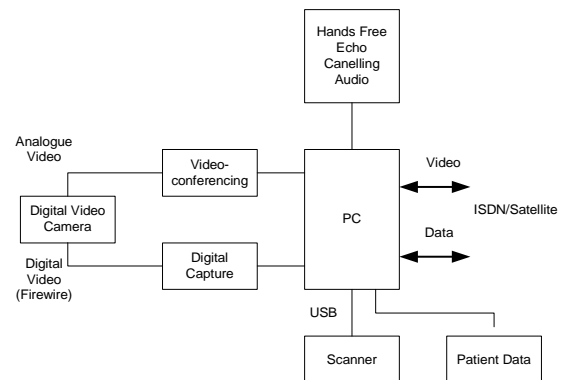 Hands Free
Echo
Canelling
Audio
Analogue
Video
Video-
conferencing
Video
Digital Video
Camera
PC
ISDN/Satellite
Data
Digital
Video
(Firewire)
Digital
Capture
USB
Scanner
Patient Data